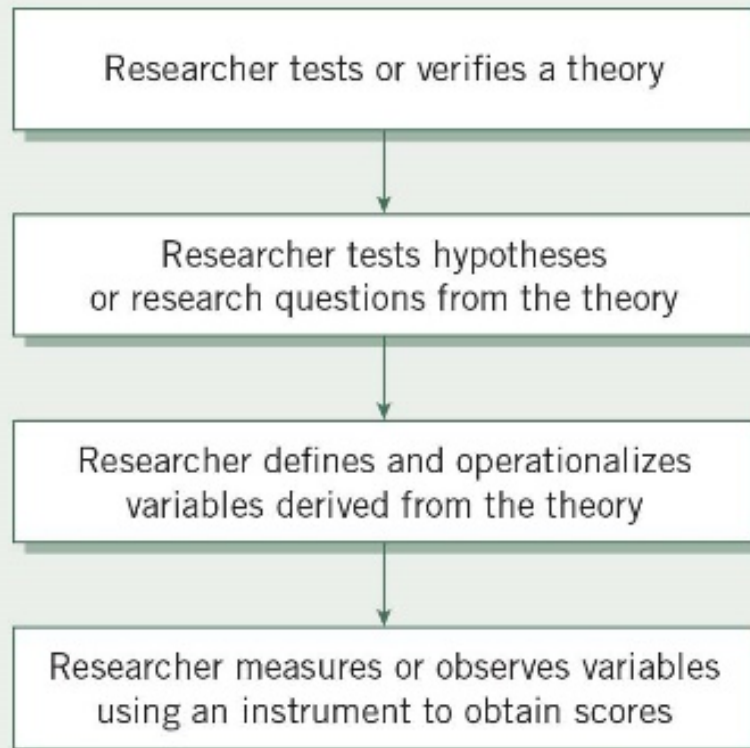 Researcher tests or verifies a theory
Researcher tests hypotheses
or research questions from the theory
Researcher defines and operationalizes
variables derived from the theory
Researcher measures or observes variables
using an instrument to obtain scores